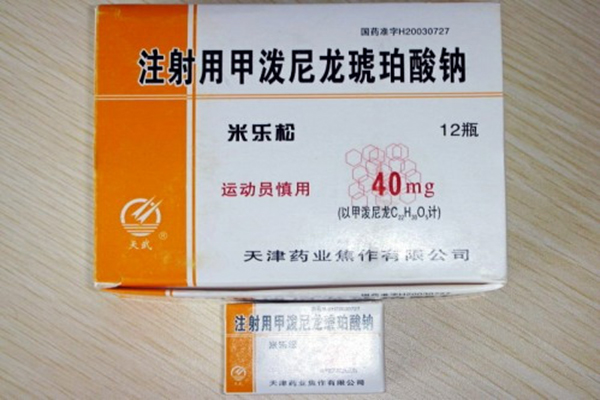 国药准字H20030727
注射用甲泼尼龙琥珀酸钠
米乐松
12瓶
运动员慎用
40mg
(以甲泼尼龙C₂₂H₃₀O₅计)
天武®
天津药业焦作有限公司
注射用甲泼尼龙琥珀酸钠
米乐松
天津药业焦作有限公司